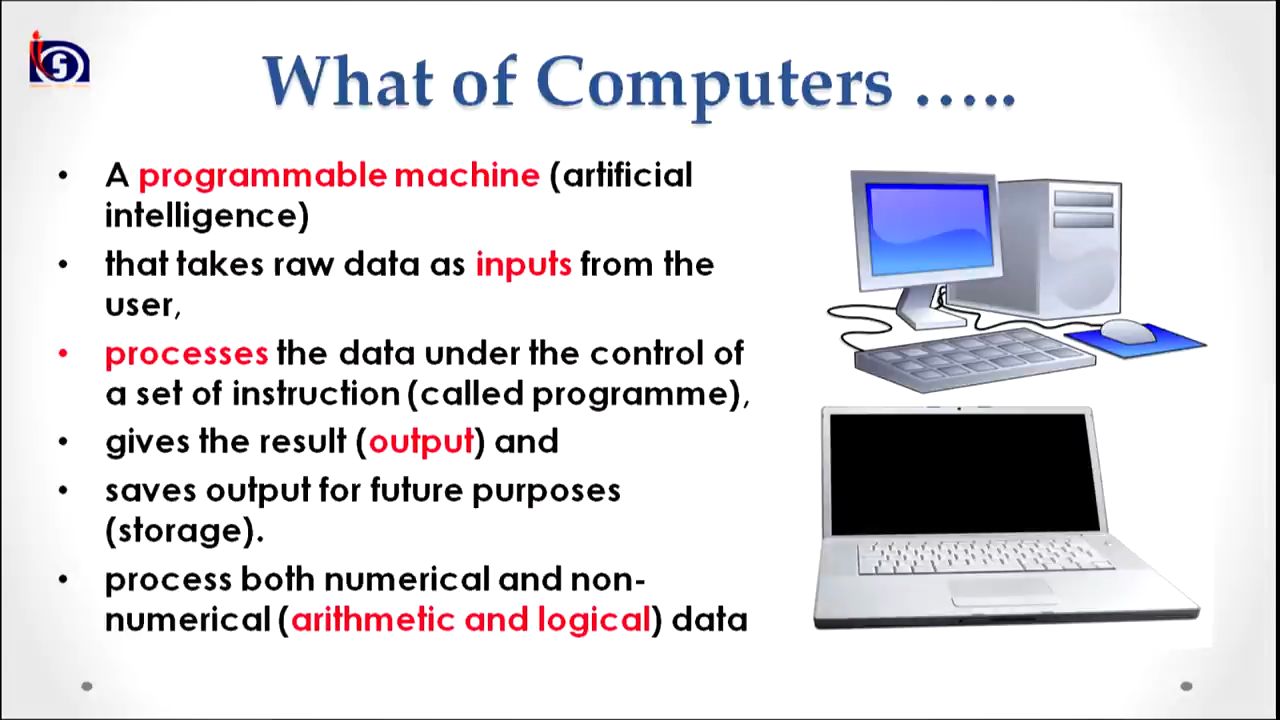 What of Computers …..
• A programmable machine (artificial
intelligence)
• that takes raw data as inputs from the
user,
• processes the data under the control of
a set of instruction (called programme),
• gives the result (output) and
• saves output for future purposes
(storage).
• process both numerical and non-
numerical (arithmetic and logical) data